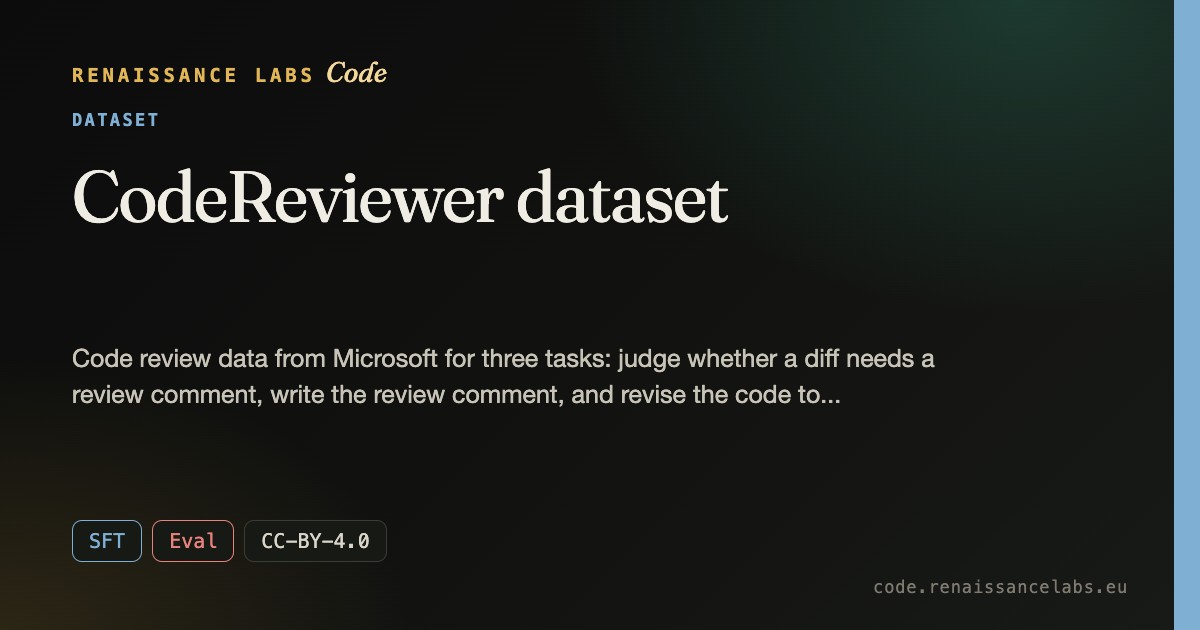 RENAISSANCE LABS Code
DATASET
CodeReviewer dataset
Code review data from Microsoft for three tasks: judge whether a diff needs a
review comment, write the review comment, and revise the code to...
SFT Eval CC-BY-4.0
code.renaissancelabs.eu